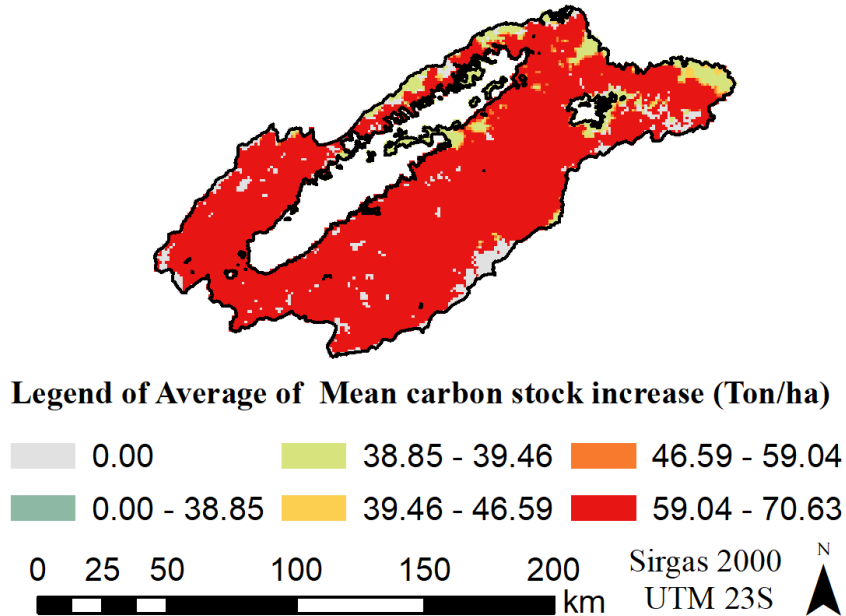 Legend of Average of Mean carbon stock increase (Ton/ha)
0.00 38.85 - 39.46 46.59 - 59.04
0.00 - 38.85 39.46 - 46.59 59.04 - 70.63
0 25 50 100 150 200 km
Sirgas 2000
UTM 23S
N